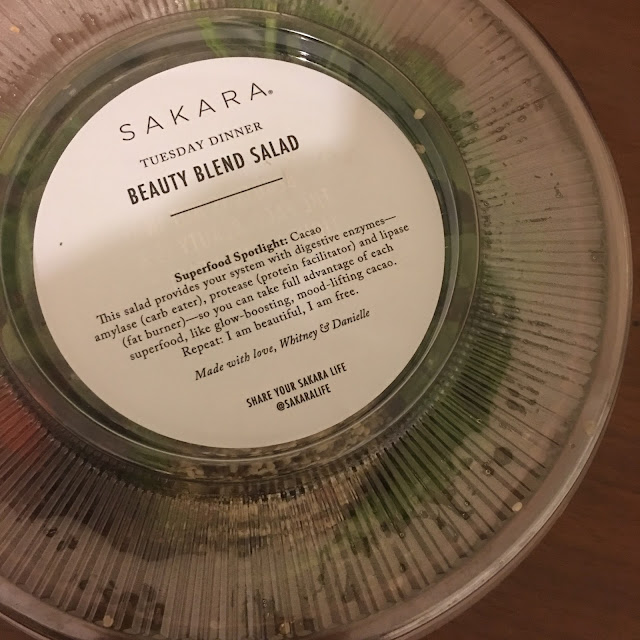 SAKARA®
TUESDAY DINNER
BEAUTY BLEND SALAD
Superfood Spotlight: Cacao
This salad provides your system with digestive enzymes—
amylase (carb eater), protease (protein facilitator) and lipase
(fat burner)—so you can take full advantage of each
superfood, like glow-boosting, mood-lifting cacao.
Repeat: I am beautiful, I am free.
Made with love, Whitney & Danielle
SHARE YOUR SAKARA LIFE
@SAKARALIFE